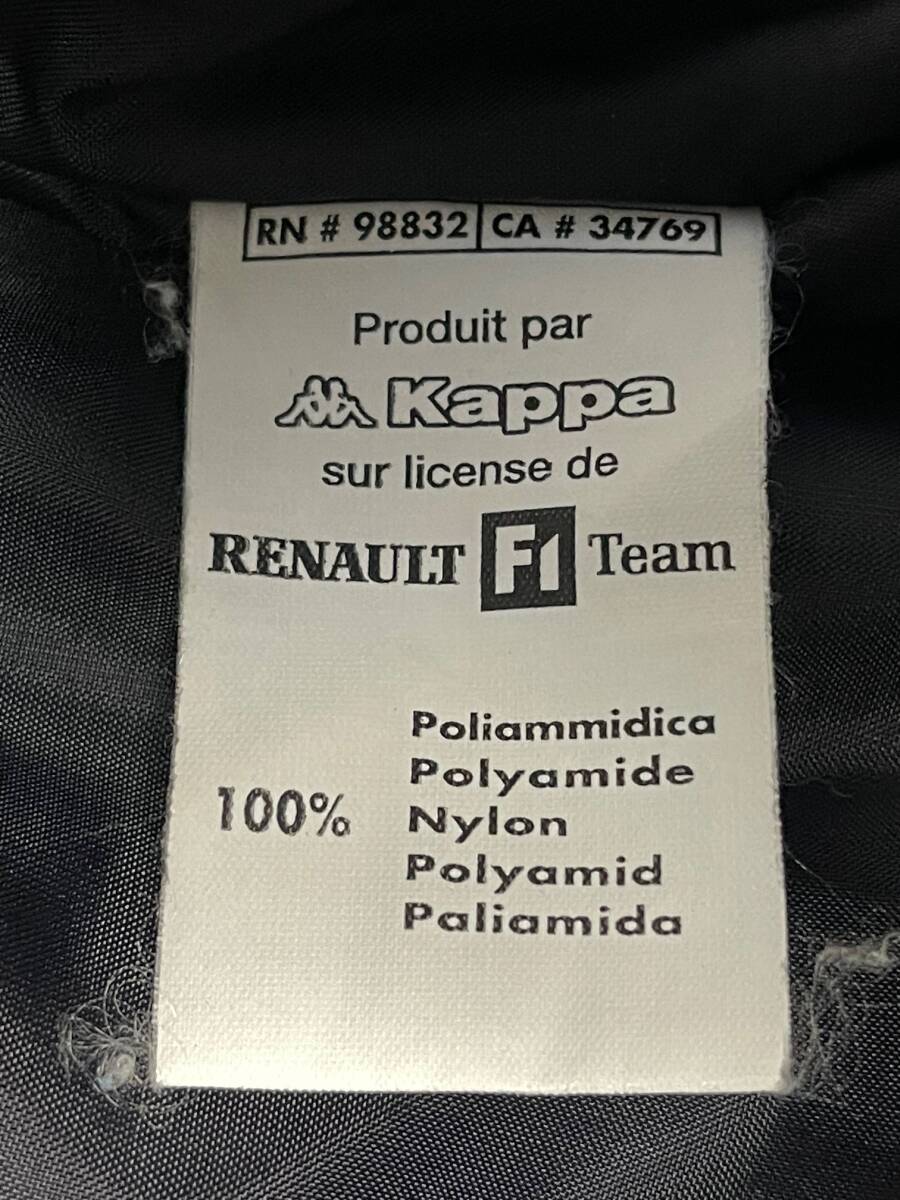 RN # 98832 CA # 34769
Produit par
Kappa
sur license de
RENAULT F1 Team
Poliammidica
Polyamide
100% Nylon
Polyamid
Paliamida